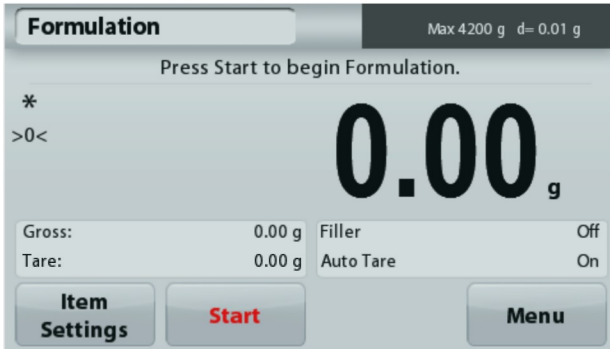 Formulation
Max 4200 g d= 0.01 g
Press Start to begin Formulation.
*
>0<
0.00 g
Gross: 0.00 g
Tare: 0.00 g
Filler Off
Auto Tare On
Item
Settings
Start
Menu